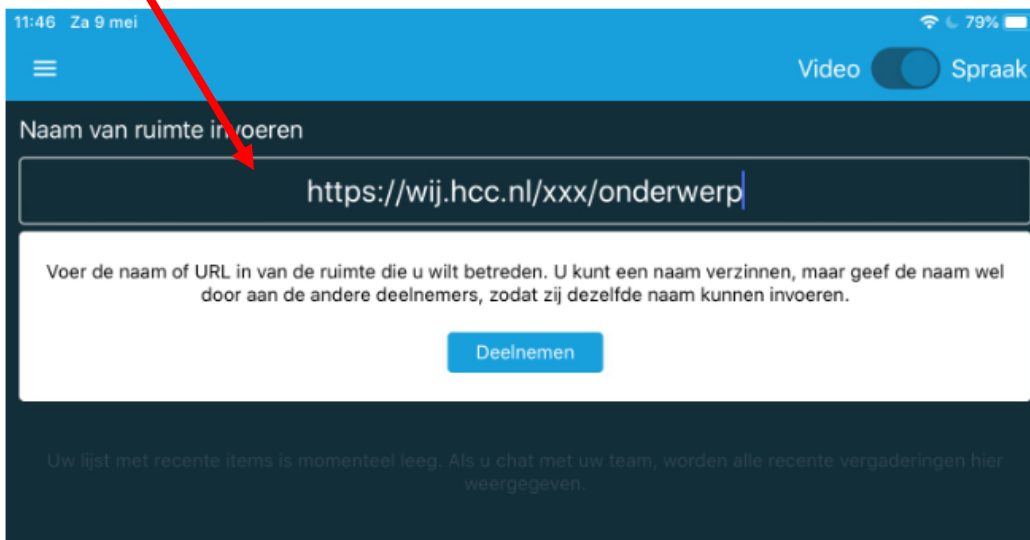 11:46 Za 9 mei 79%
Video Spraak
Naam van ruimte invoeren
https://wij.hcc.nl/xxx/onderwerp
Voer de naam of URL in van de ruimte die u wilt betreden. U kunt een naam verzinnen, maar geef de naam wel
door aan de andere deelnemers, zodat zij dezelfde naam kunnen invoeren.
Deelnemen
Uw lijst met recente items is momenteel leeg. Als u chat met uw team, worden alle recente vergaderingen hier
weergegeven.